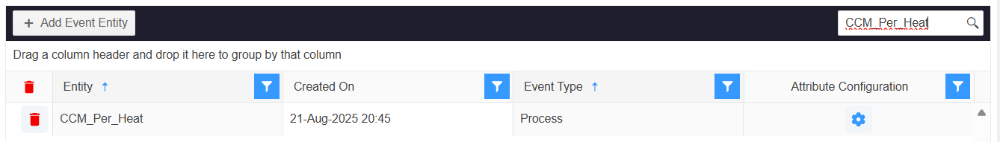 + Add Event Entity CCM_Per_Heat
Drag a column header and drop it here to group by that column
Entity ↑ Created On Event Type ↑ Attribute Configuration
CCM_Per_Heat 21-Aug-2025 20:45 Process